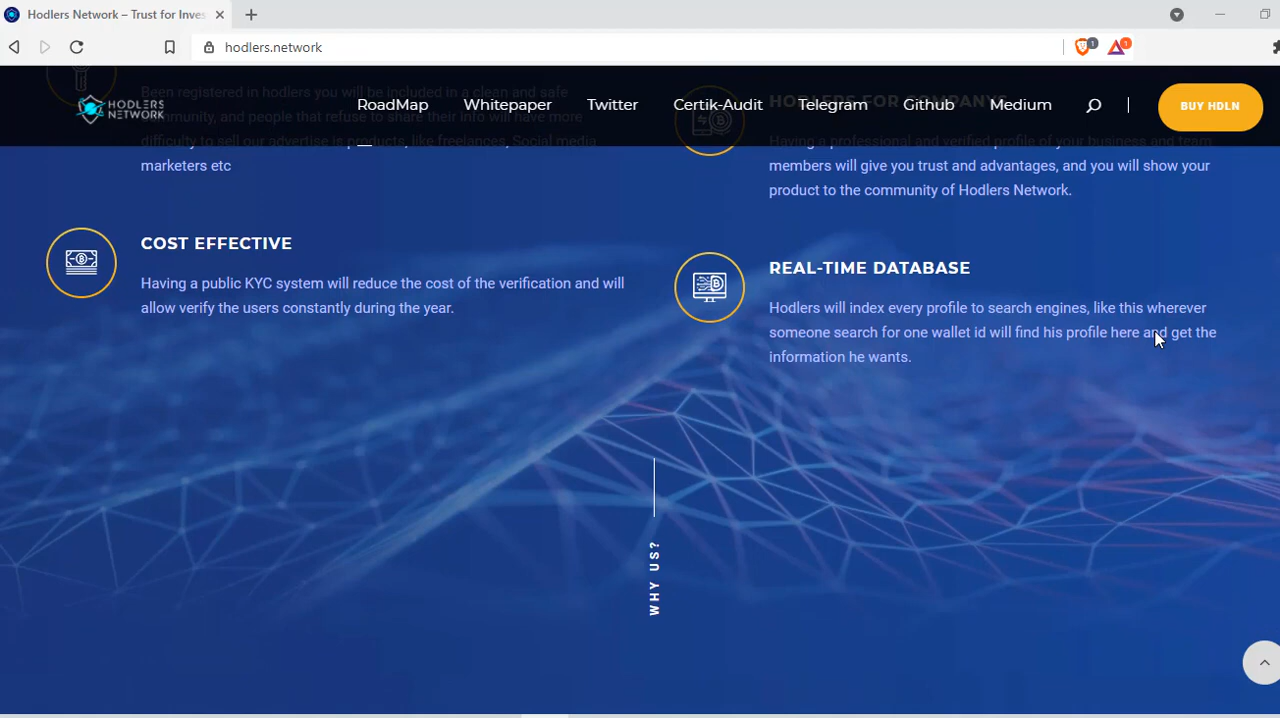 Hodlers Network – Trust for Inves
hodlers.network
1
1
HODLERS
NETWORK
RoadMap
Whitepaper
Twitter
Certik-Audit
Telegram
Github
Medium
BUY HDLN
Been registered in hodlers you will be included in a clean and safe
community, and people that refuse to share their info will have more
difficulty to sell our advertise in products, like freelances, Social media
marketers etc
HODLERS FOR COMPANYS
Having a professional and verified profile of your business and team
members will give you trust and advantages, and you will show your
product to the community of Hodlers Network.
COST EFFECTIVE
Having a public KYC system will reduce the cost of the verification and will
allow verify the users constantly during the year.
REAL-TIME DATABASE
Hodlers will index every profile to search engines, like this wherever
someone search for one wallet id will find his profile here and get the
information he wants.
WHY US?